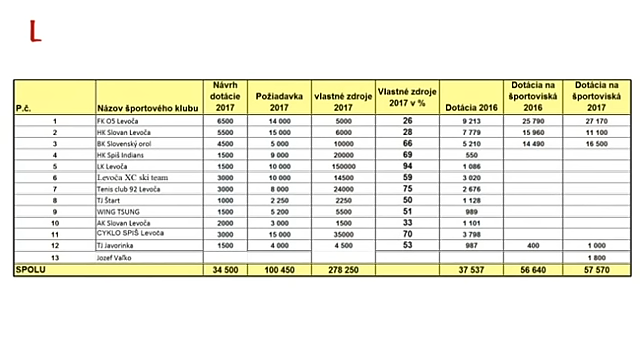 L
P.č. Názov športového klubu Návrh dotácie 2017 Požiadavka 2017 vlastné zdroje 2017 Vlastné zdroje 2017 v % Dotácia 2016 Dotácia na športoviská 2016 Dotácia na športoviská 2017
1 FK 05 Levoča 6500 14 000 5000 26 9 213 25 790 27 170
2 HK Slovan Levoča 5500 15 000 6000 28 7 779 15 960 11 100
3 BK Slovenský orol 4500 5 000 10000 66 5 210 14 490 16 500
4 HK Spiš Indians 1500 9 000 20000 69 550
5 LK Levoča 1500 10 000 150000 94 1 086
6 Levoča XC ski team 3000 10 000 14500 59 3 020
7 Tenis club 92 Levoča 3000 8 000 24000 75 2 676
8 TJ Štart 1000 2 250 2250 50 1 128
9 WING TSUNG 1500 5 200 5500 51 989
10 AK Slovan Levoča 2000 3 000 1500 33 1 101
11 CYKLO SPIŠ Levoča 3000 15 000 35000 70 3 798
12 TJ Javorinka 1500 4 000 4 500 53 987 400 1 000
13 Jozef Vaľko 1 800
SPOLU 34 500 100 450 278 250 37 537 56 640 57 570